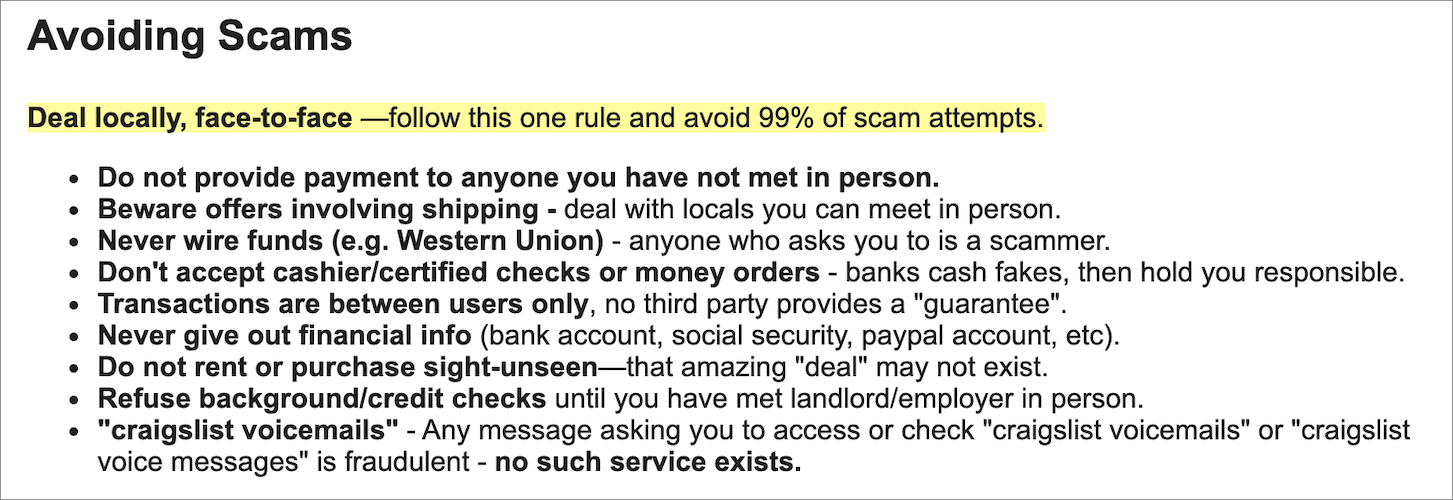 Avoiding Scams
Deal locally, face-to-face —follow this one rule and avoid 99% of scam attempts.
• Do not provide payment to anyone you have not met in person.
• Beware offers involving shipping - deal with locals you can meet in person.
• Never wire funds (e.g. Western Union) - anyone who asks you to is a scammer.
• Don't accept cashier/certified checks or money orders - banks cash fakes, then hold you responsible.
• Transactions are between users only, no third party provides a "guarantee".
• Never give out financial info (bank account, social security, paypal account, etc).
• Do not rent or purchase sight-unseen—that amazing "deal" may not exist.
• Refuse background/credit checks until you have met landlord/employer in person.
• "craigslist voicemails" - Any message asking you to access or check "craigslist voicemails" or "craigslist
voice messages" is fraudulent - no such service exists.